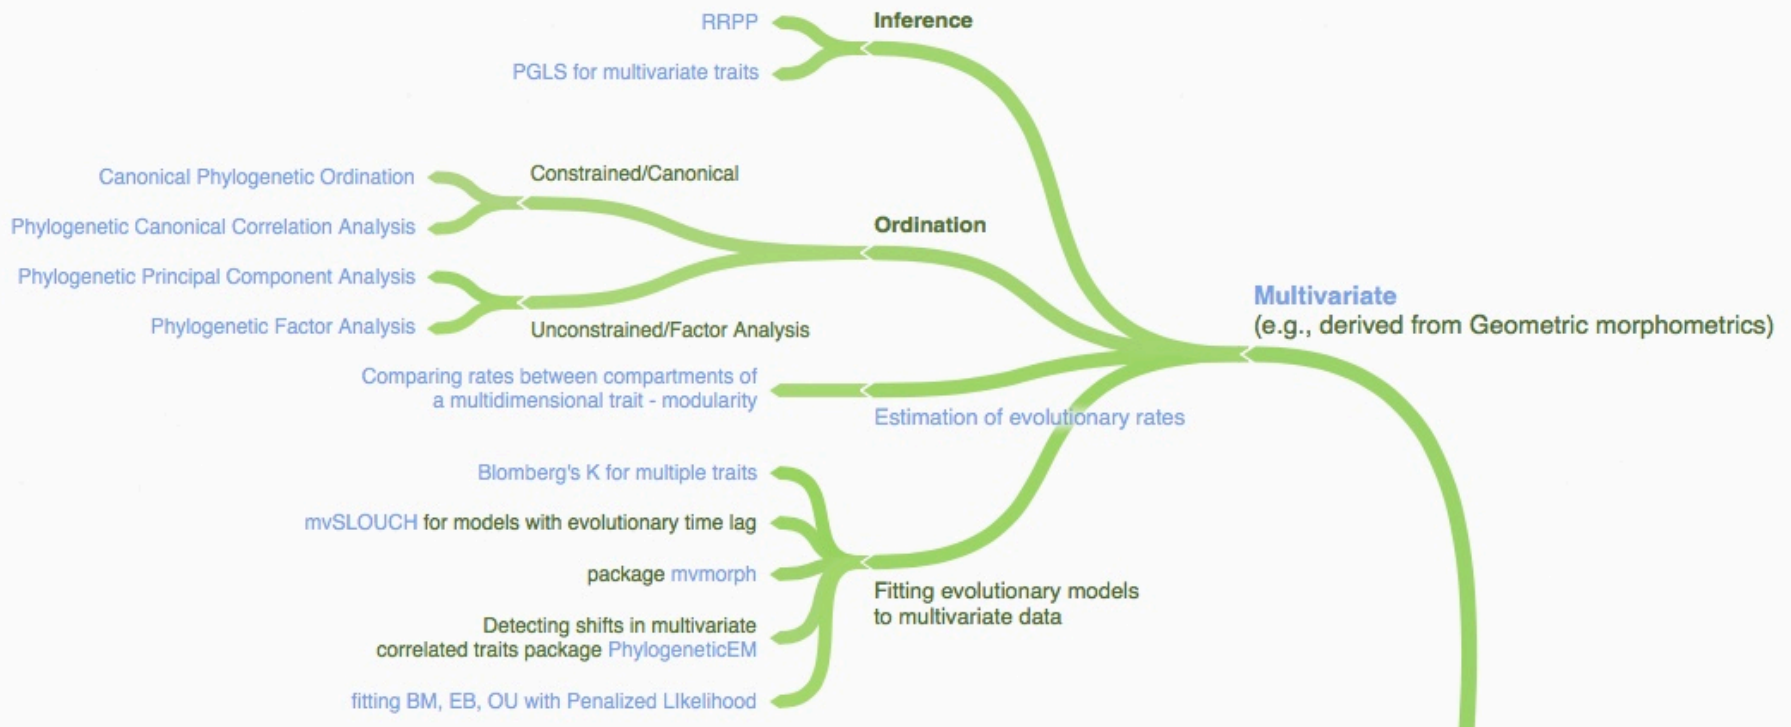 RRPP
Inference
PGLS for multivariate traits
Canonical Phylogenetic Ordination
Constrained/Canonical
Phylogenetic Canonical Correlation Analysis
Ordination
Phylogenetic Principal Component Analysis
Phylogenetic Factor Analysis
Unconstrained/Factor Analysis
Multivariate
(e.g., derived from Geometric morphometrics)
Comparing rates between compartments of
a multidimensional trait - modularity
Estimation of evolutionary rates
Blomberg's K for multiple traits
mvSLOUCH for models with evolutionary time lag
package mvmorph
Fitting evolutionary models
to multivariate data
Detecting shifts in multivariate
correlated traits package PhylogeneticEM
fitting BM, EB, OU with Penalized LIkelihood